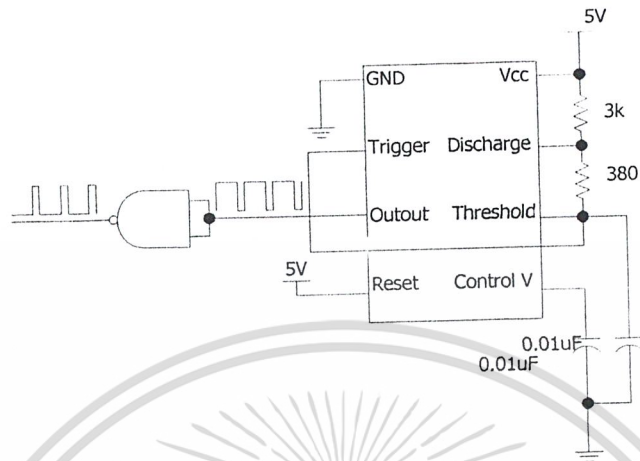 5V
GND Vcc
3k
Trigger Discharge
380
Outout Threshold
5V
Reset Control V
0.01uF
0.01uF